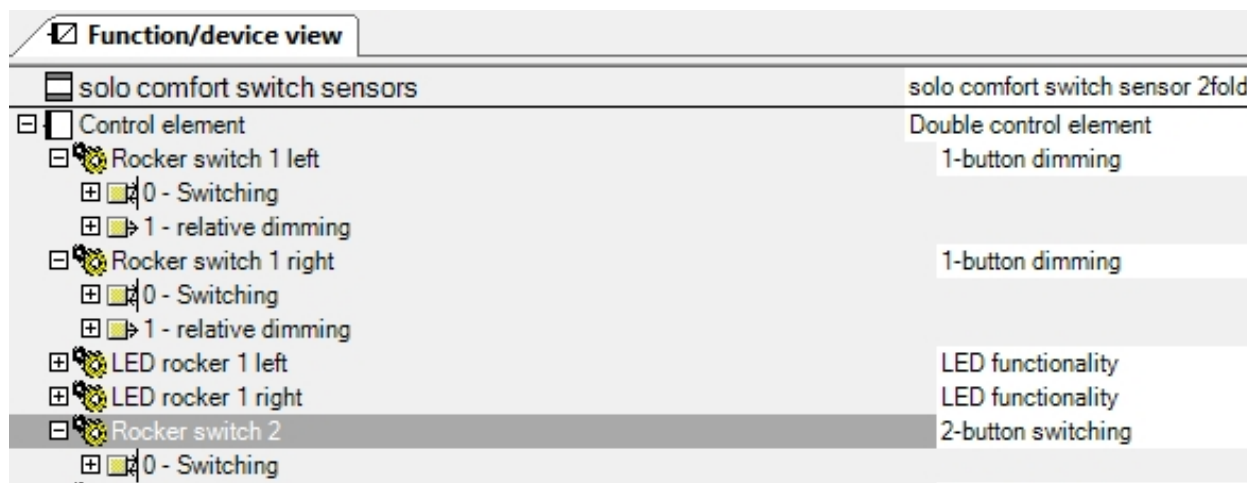 Function/device view
solo comfort switch sensors solo comfort switch sensor 2fold
Control element Double control element
Rocker switch 1 left 1-button dimming
0 - Switching
1 - relative dimming
Rocker switch 1 right 1-button dimming
0 - Switching
1 - relative dimming
LED rocker 1 left LED functionality
LED rocker 1 right LED functionality
Rocker switch 2 2-button switching
0 - Switching